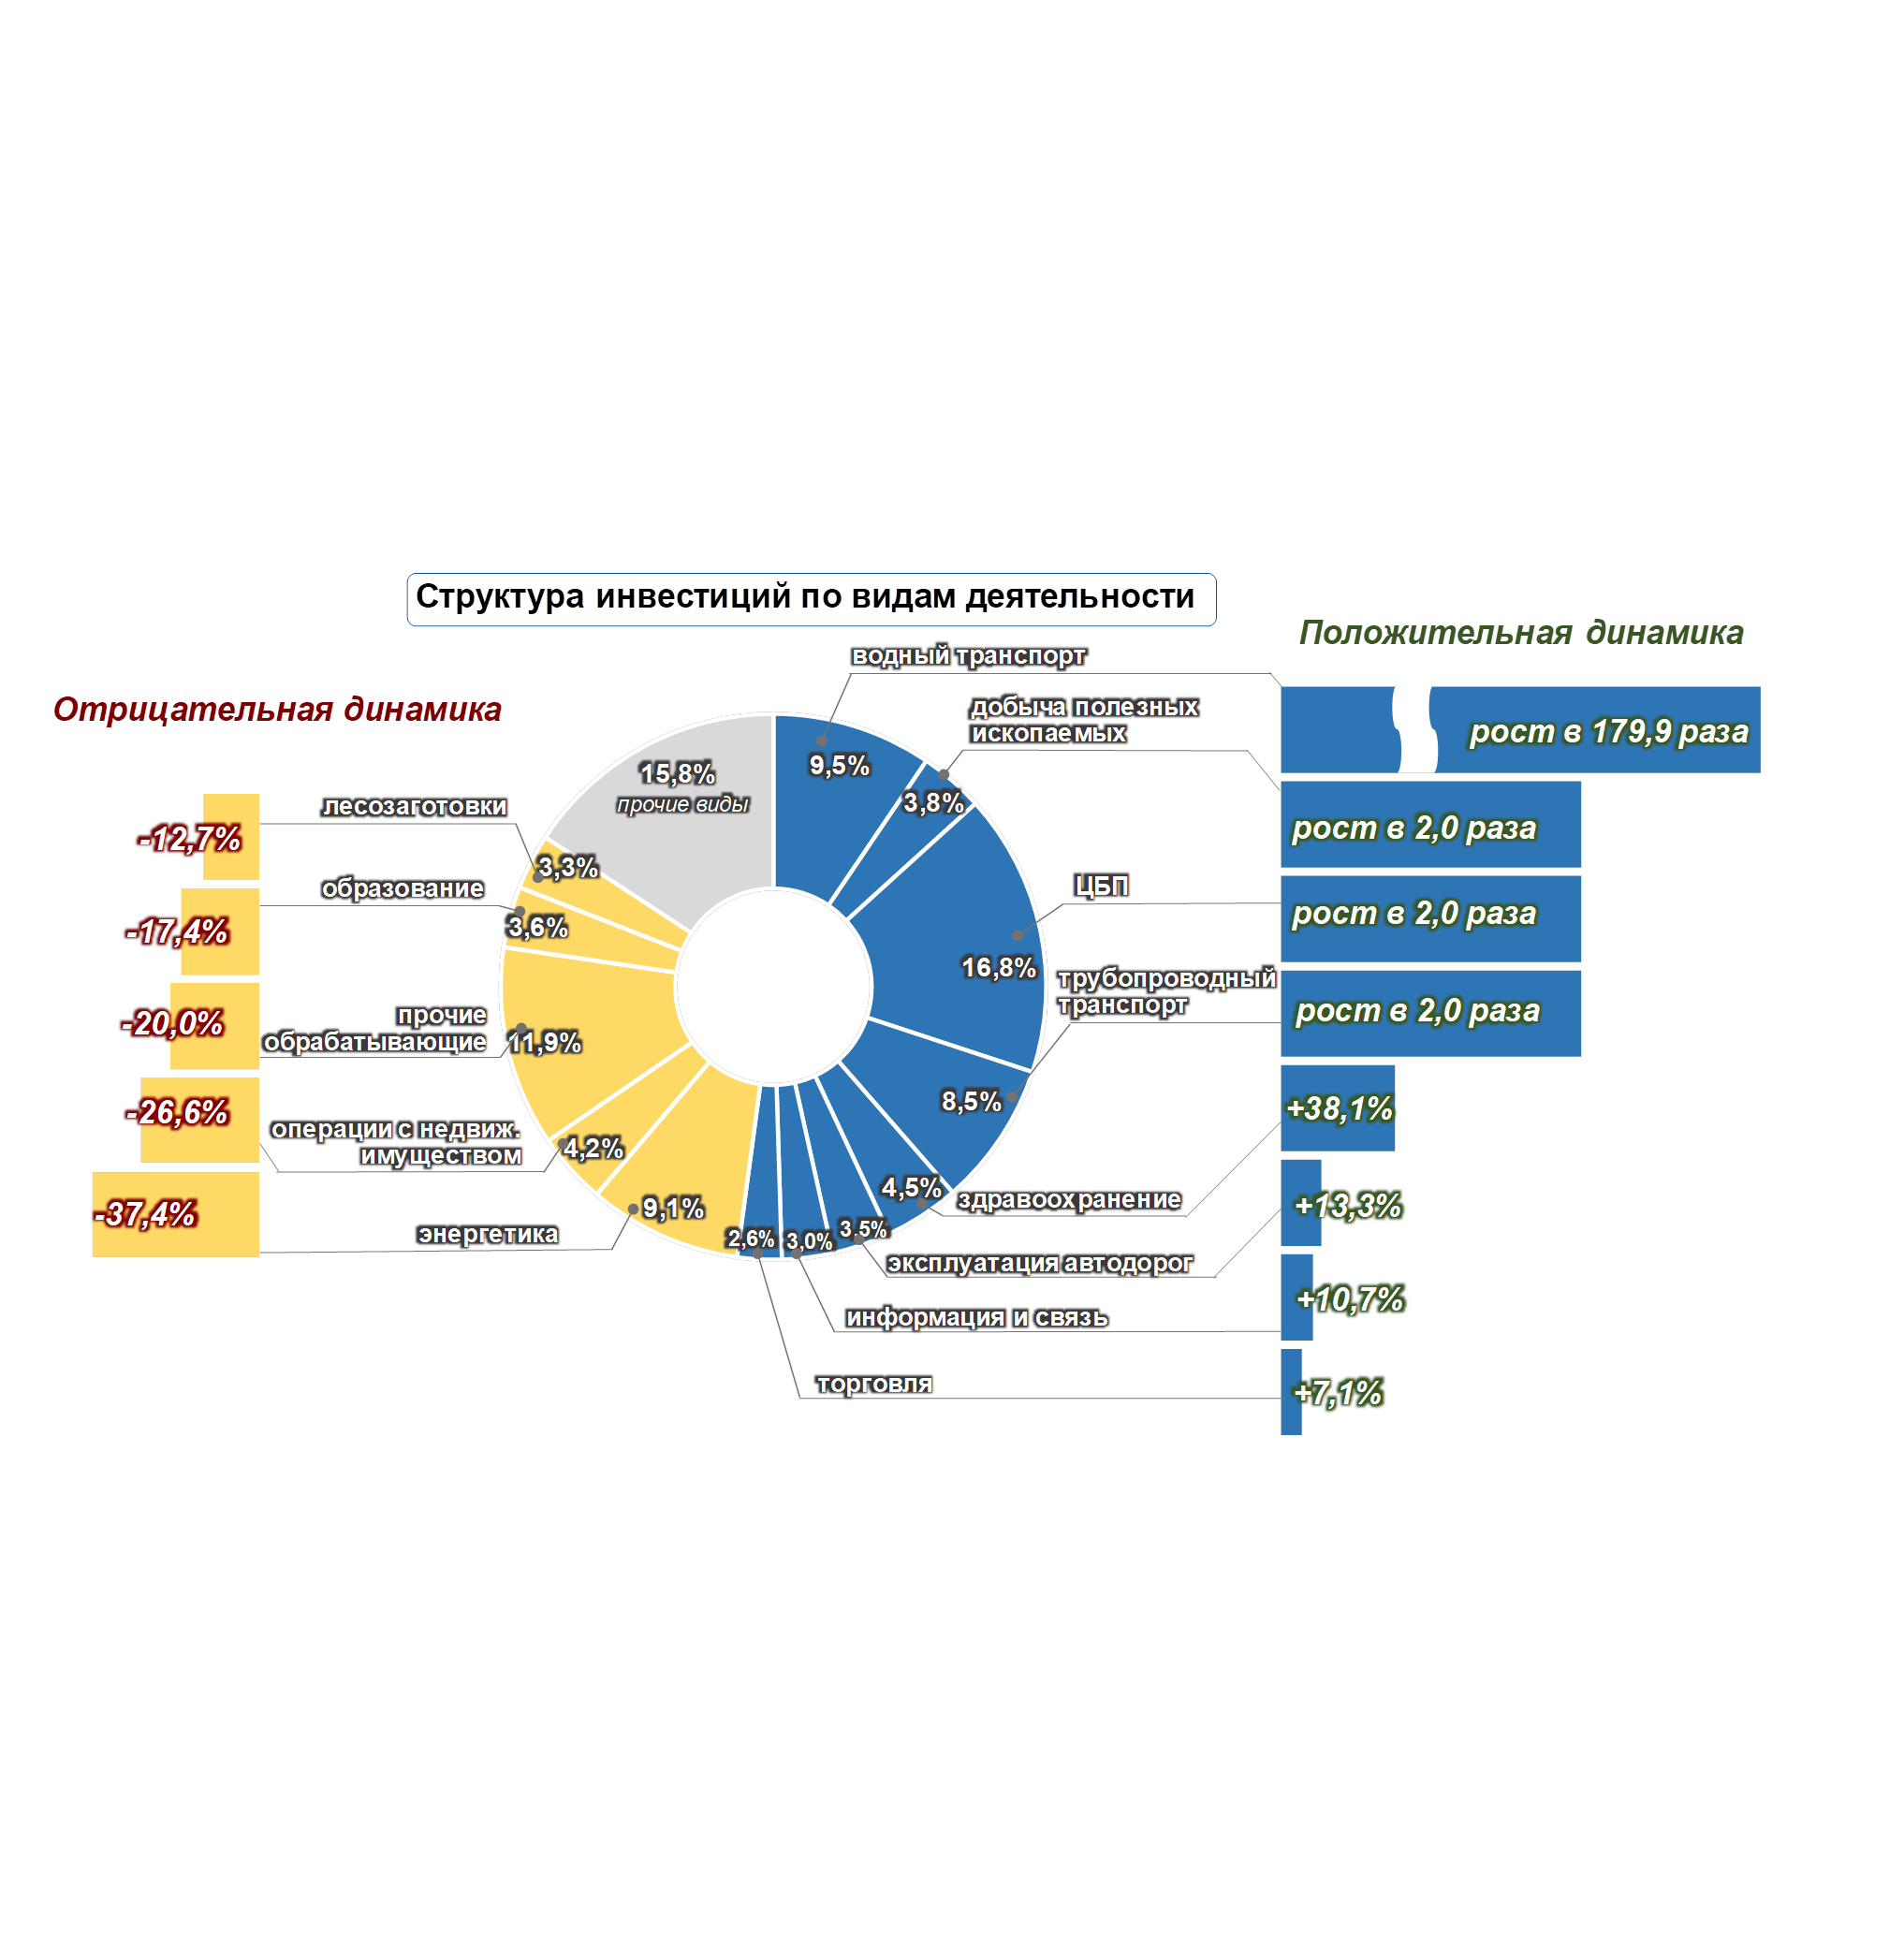 Структура инвестиций по видам деятельности
Положительная динамика
Отрицательная динамика
водный транспорт
9,5%
рост в 179,9 раза
добыча полезных
ископаемых
3,8%
рост в 2,0 раза
ЦБП
16,8%
рост в 2,0 раза
трубопроводный
транспорт
8,5%
рост в 2,0 раза
здравоохранение
4,5%
+38,1%
эксплуатация автодорог
3,5%
+13,3%
информация и связь
3,0%
+10,7%
торговля
2,6%
+7,1%
15,8%
прочие виды
лесозаготовки
3,3%
-12,7%
образование
3,6%
-17,4%
прочие
обрабатывающие
11,9%
-20,0%
операции с недвиж.
имуществом
4,2%
-26,6%
энергетика
9,1%
-37,4%